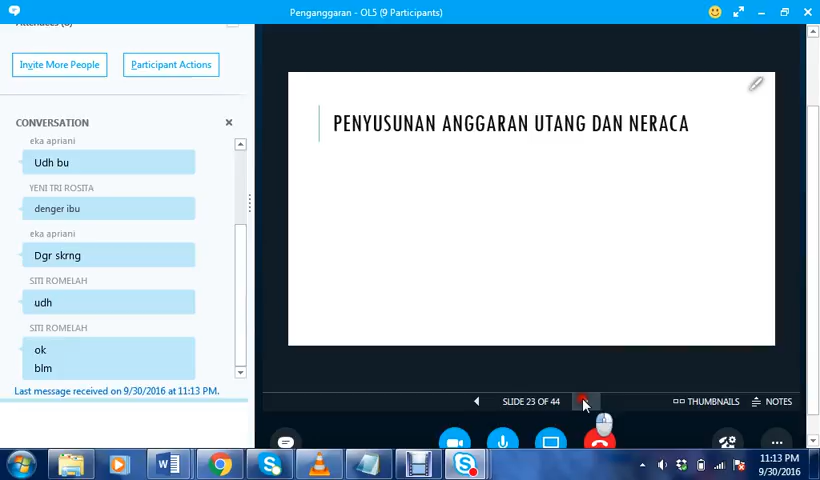 Penganggaran - OL5 (9 Participants)
Invite More People
Participant Actions
CONVERSATION
eka apriani
Udh bu
YENI TRI ROSITA
denger ibu
eka apriani
Dgr skrng
SITI ROMELAH
udh
SITI ROMELAH
ok
blm
Last message received on 9/30/2016 at 11:13 PM.
PENYUSUNAN ANGGARAN UTANG DAN NERACA
SLIDE 23 OF 44
THUMBNAILS
NOTES
11:13 PM
9/30/2016